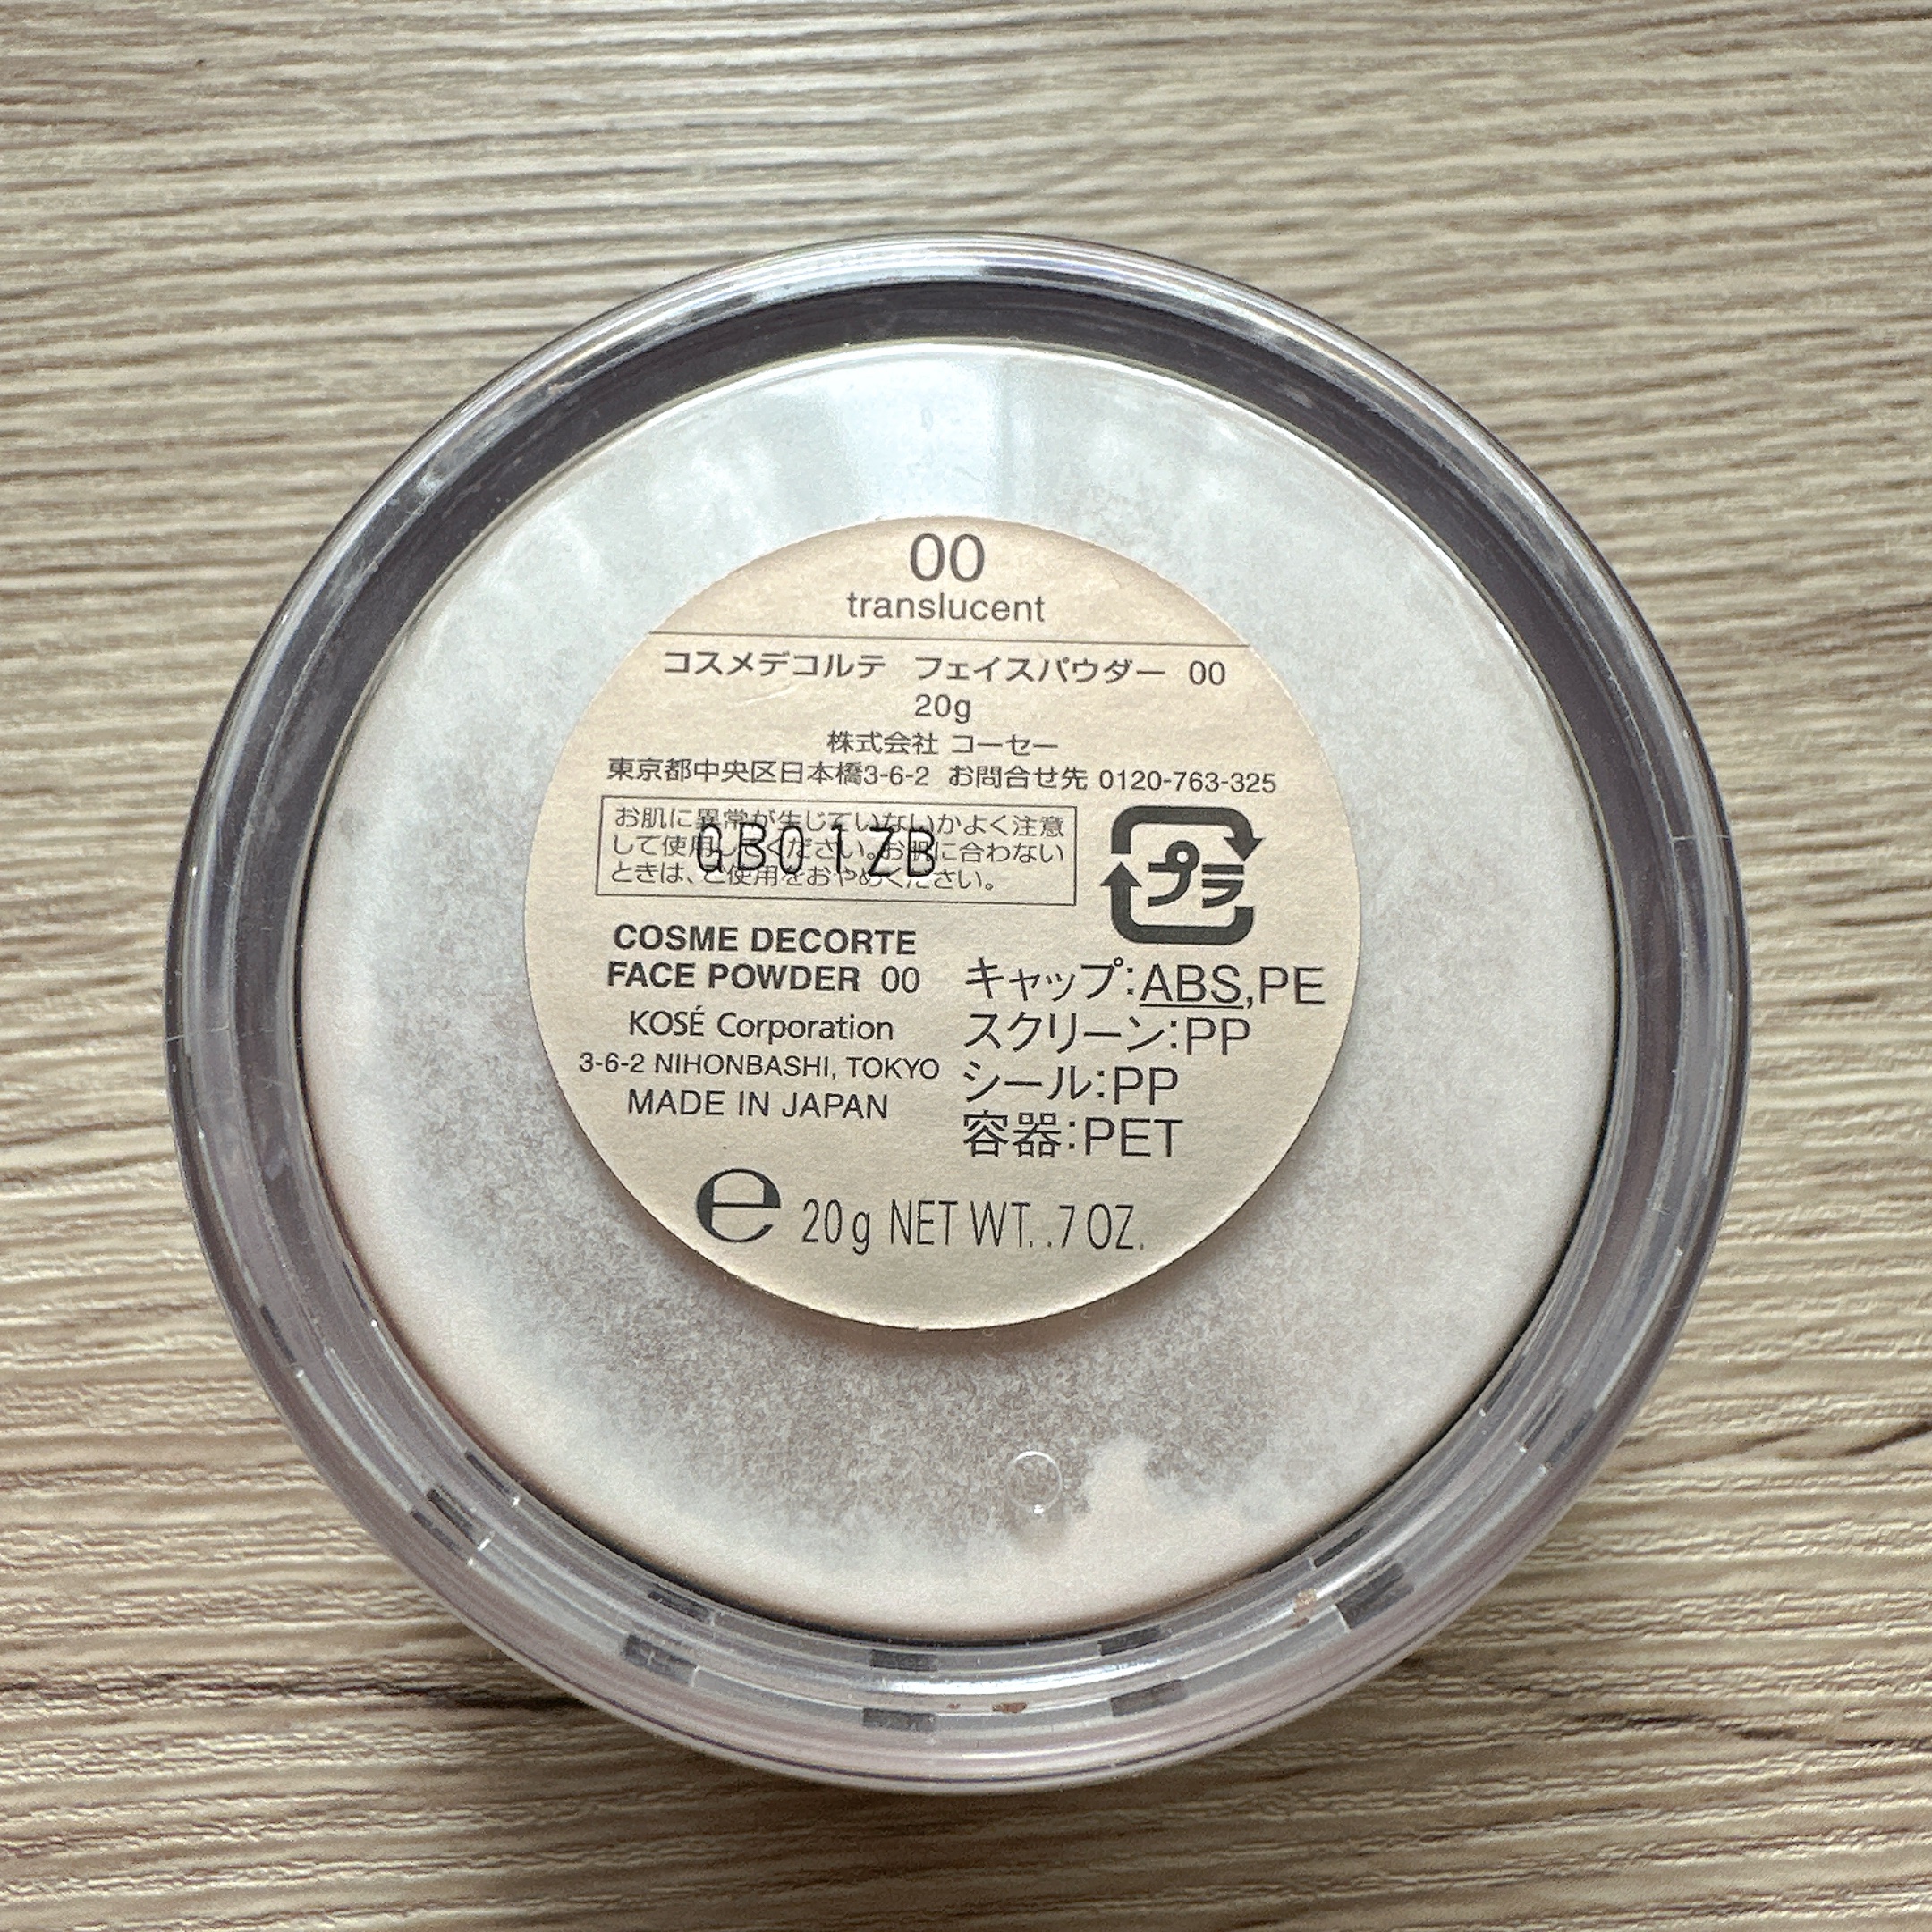 00
translucent
コスメデコルテ フェイスパウダー 00
20g
株式会社 コーセー
東京都中央区日本橋3-6-2 お問合せ先 0120-763-325
お肌に異常が生じていないかよく注意
して使用してください。お肌に合わない
ときは、ご使用をおやめください。
GB01ZB
プラ
COSME DECORTE
FACE POWDER 00
KOSÉ Corporation
3-6-2 NIHONBASHI, TOKYO
MADE IN JAPAN
キャップ:ABS,PE
スクリーン:PP
シール:PP
容器:PET
e 20g NET WT. .7 OZ.